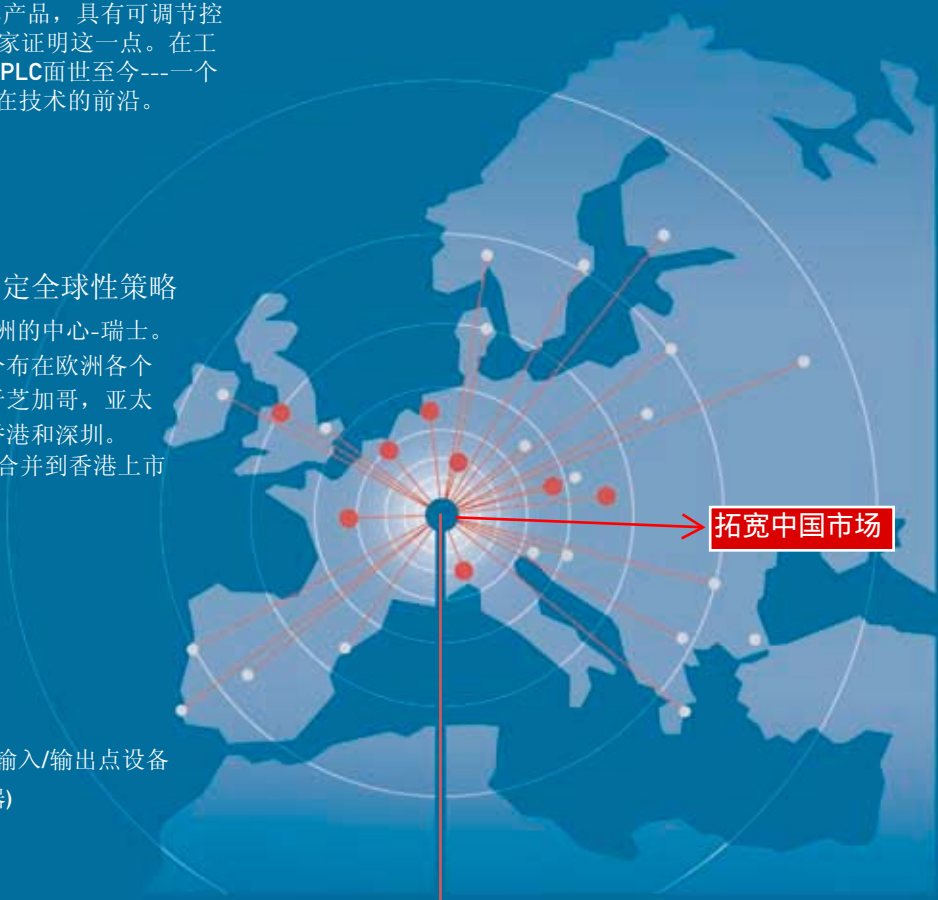 产品，具有可调节控
家证明这一点。在工
PLC面世至今---一个
在技术的前沿。
定全球性策略
洲的中心-瑞士。
布在欧洲各个
芝加哥，亚太
香港和深圳。
合并到香港上市
拓宽中国市场
输入/输出点设备